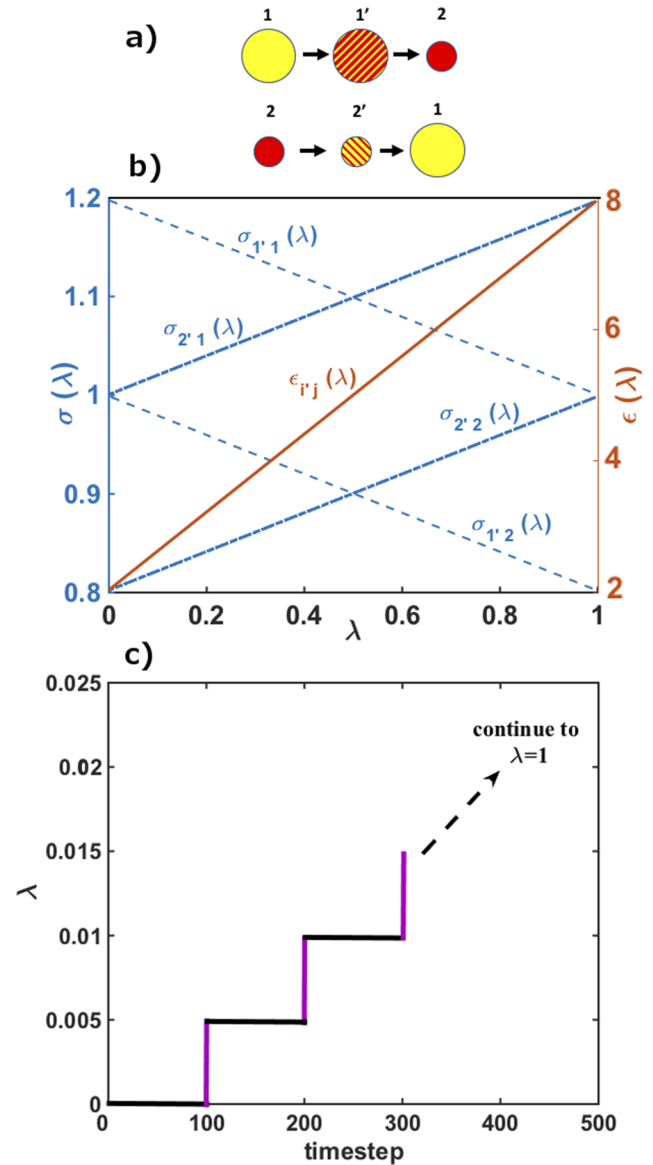 a)
1 1' 2
2 2' 1
b)
1.2
1.1
1
0.9
0.8
σ (λ)
σ1' 1 (λ)
σ2' 1 (λ)
ϵi' j (λ)
σ2' 2 (λ)
σ1' 2 (λ)
8
6
4
2
ϵ (λ)
0 0.2 0.4 0.6 0.8 1
λ
c)
0.025
0.02
0.015
0.01
0.005
0
λ
continue to
λ=1
0 100 200 300 400 500
timestep